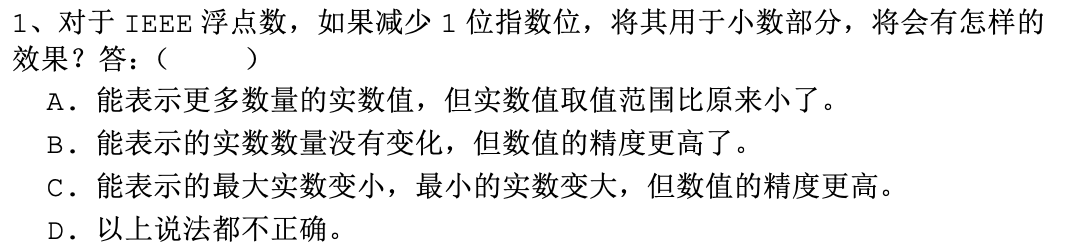 1、对于 IEEE 浮点数，如果减少 1 位指数位，将其用于小数部分，将会有怎样的
效果？答：（　　　）
A. 能表示更多数量的实数值，但实数值取值范围比原来小了。
B. 能表示的实数数量没有变化，但数值的精度更高了。
C. 能表示的最大实数变小，最小的实数变大，但数值的精度更高。
D. 以上说法都不正确。